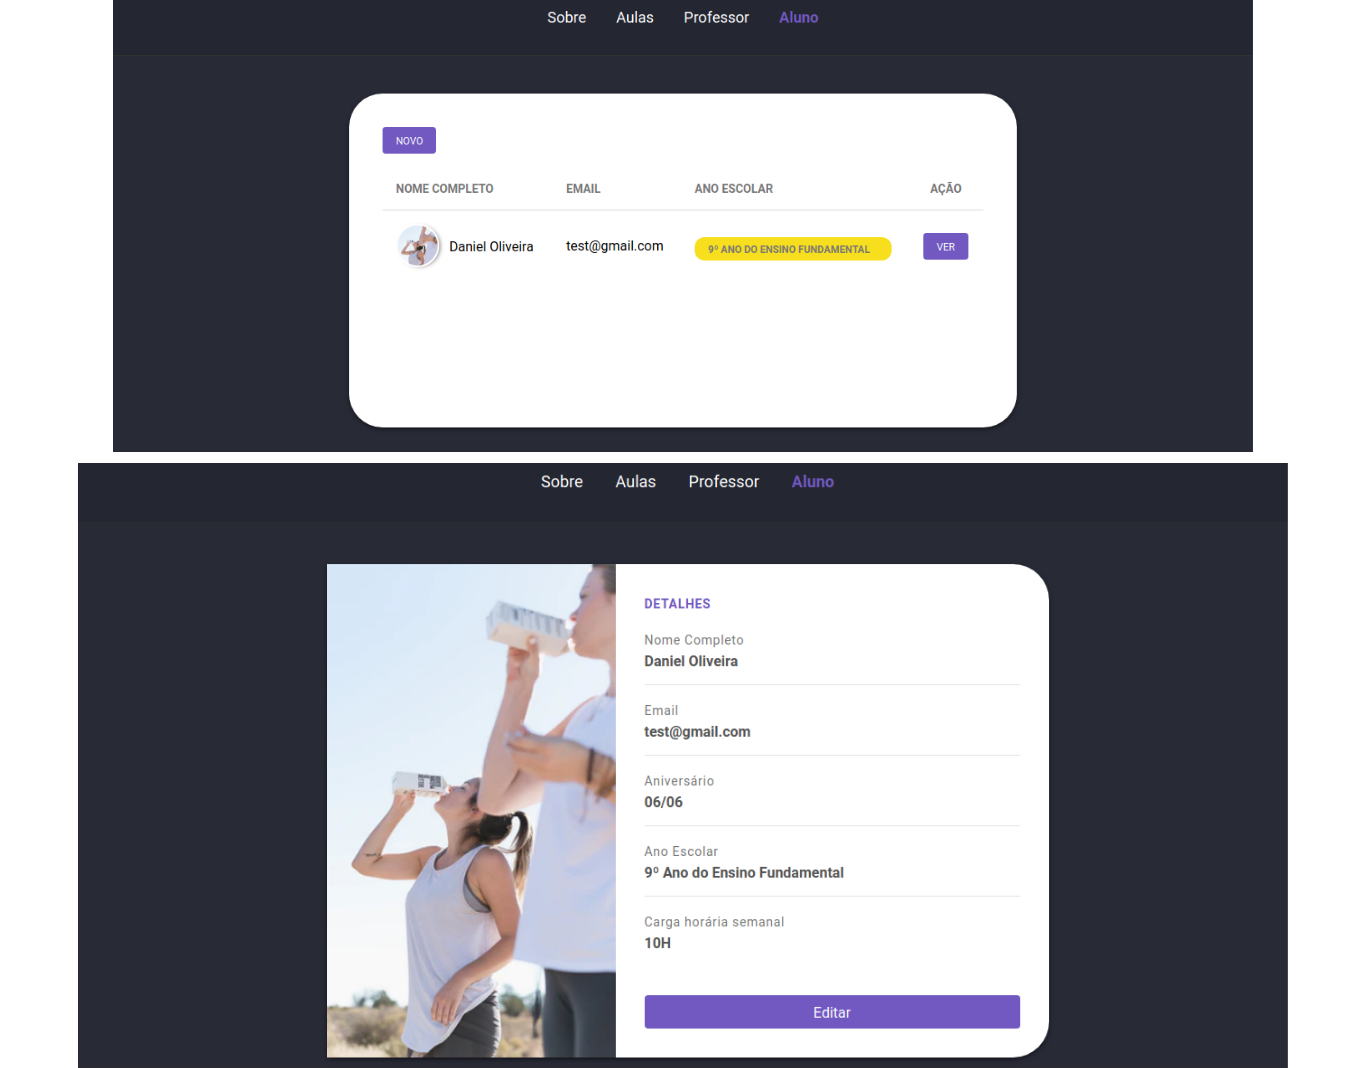 Sobre Aulas Professor Aluno
NOVO
NOME COMPLETO EMAIL ANO ESCOLAR AÇÃO
Daniel Oliveira test@gmail.com 9º ANO DO ENSINO FUNDAMENTAL VER
Sobre Aulas Professor Aluno
DETALHES
Nome Completo
Daniel Oliveira
Email
test@gmail.com
Aniversário
06/06
Ano Escolar
9º Ano do Ensino Fundamental
Carga horária semanal
10H
Editar